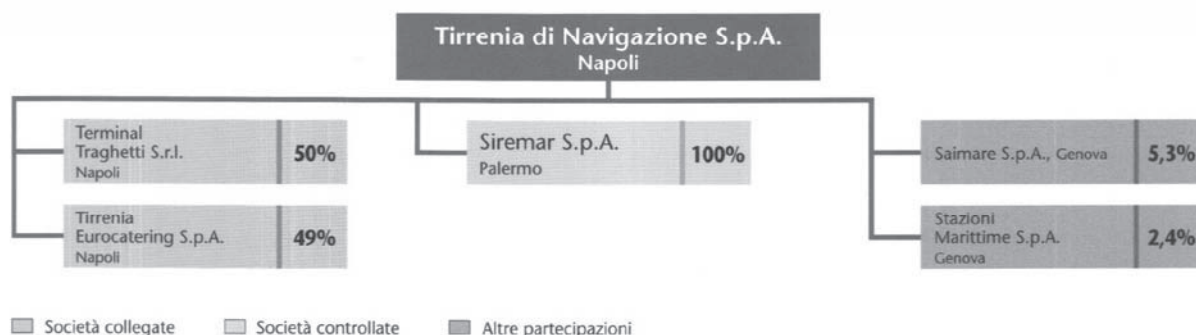 Tirrenia di Navigazione S.p.A.
Napoli
Terminal
Traghetti S.r.l.
Napoli
50%
Tirrenia
Eurocatering S.p.A.
Napoli
49%
Siremar S.p.A.
Palermo
100%
Saimare S.p.A., Genova
5,3%
Stazioni
Marittime S.p.A.
Genova
2,4%
Società collegate
Società controllate
Altre partecipazioni